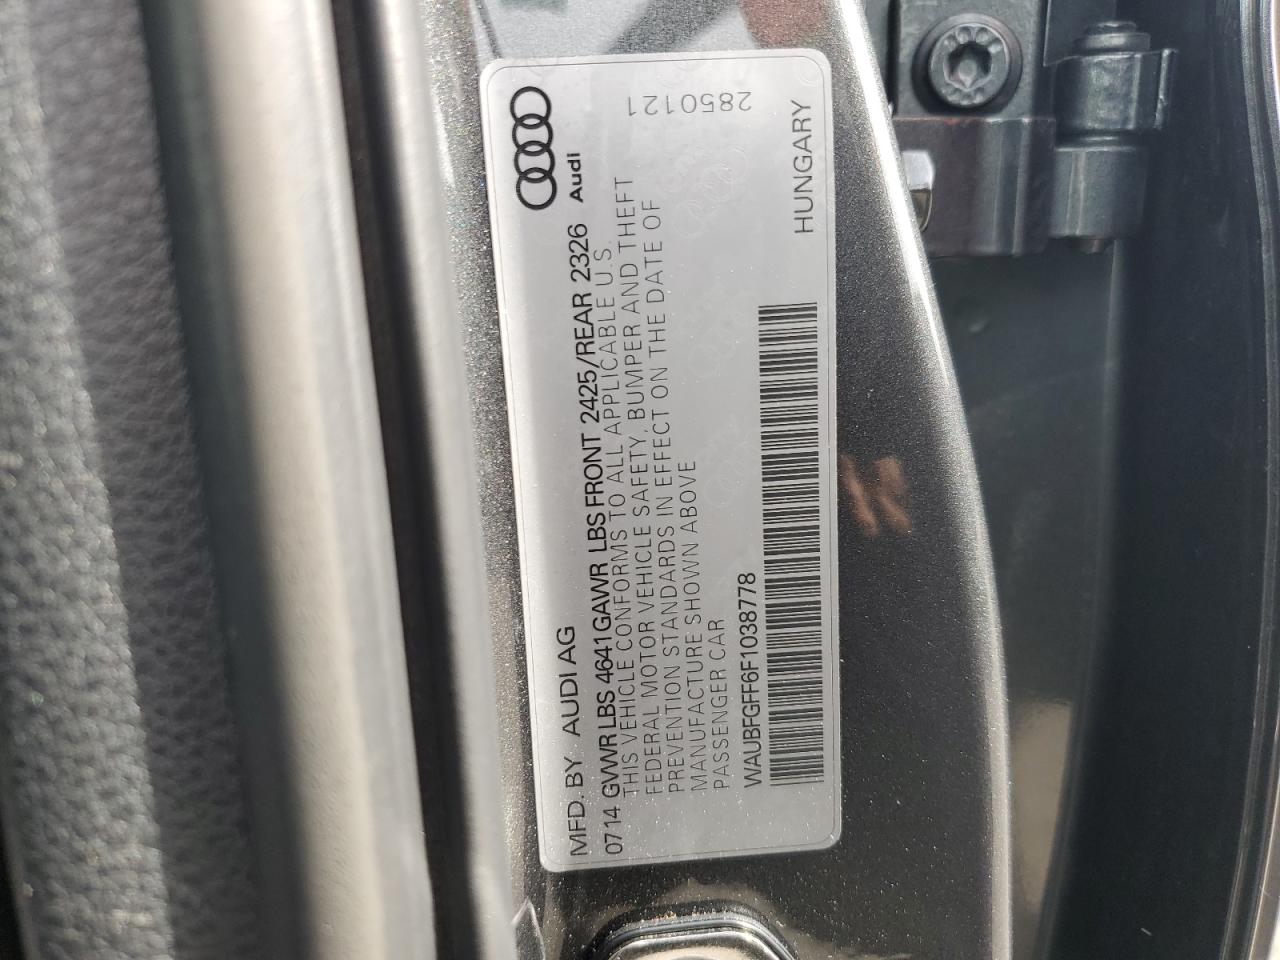 MFD. BY AUDI AG
0714 GVWR LBS 4641 GAWR LBS FRONT 2425/REAR 2326
Audi
THIS VEHICLE CONFORMS TO ALL APPLICABLE U.S.
FEDERAL MOTOR VEHICLE SAFETY, BUMPER AND THEFT
PREVENTION STANDARDS IN EFFECT ON THE DATE OF
MANUFACTURE SHOWN ABOVE
PASSENGER CAR
2850121
WAUBFGFF6F1038778
HUNGARY